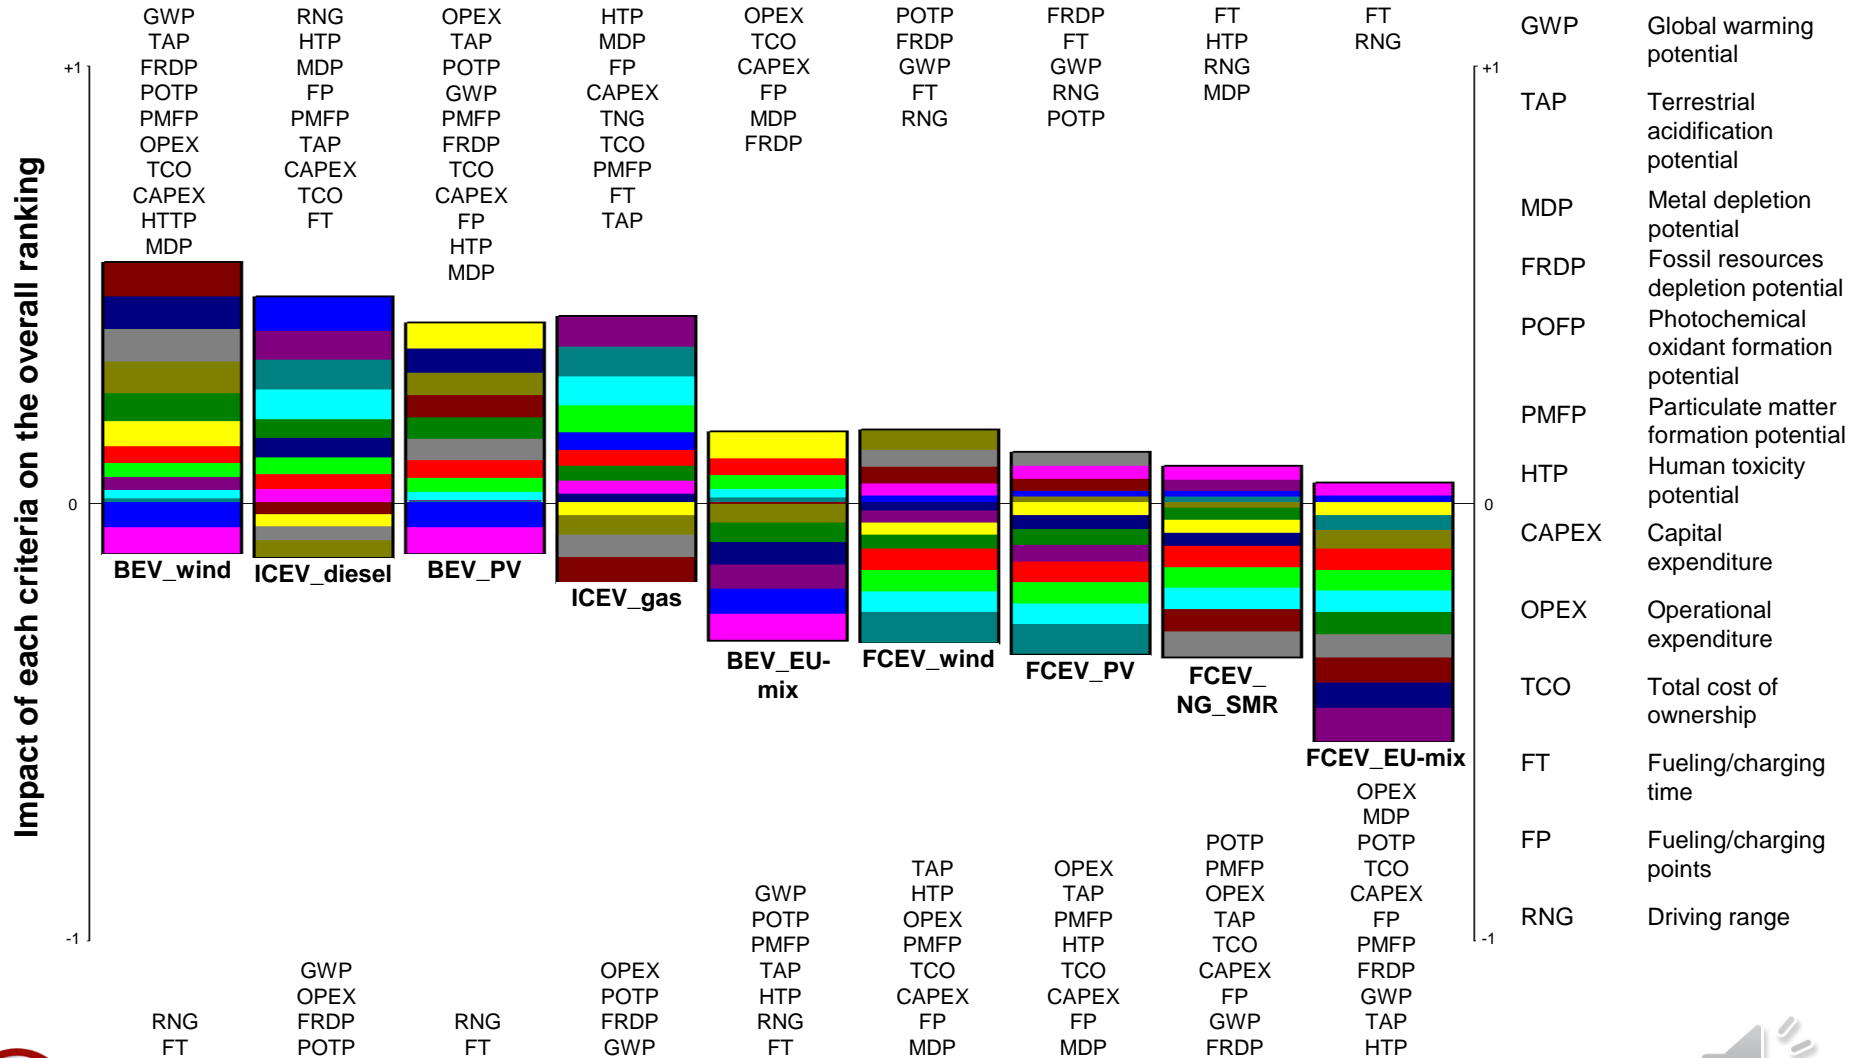 GWP
TAP
FRDP
POTP
PMFP
OPEX
TCO
CAPEX
HTTP
MDP
RNG
HTP
MDP
FP
PMFP
TAP
CAPEX
TCO
FT
OPEX
TAP
POTP
GWP
PMFP
FRDP
TCO
CAPEX
FP
HTP
MDP
HTP
MDP
FP
CAPEX
TNG
TCO
PMFP
FT
TAP
OPEX
TCO
CAPEX
FP
MDP
FRDP
POTP
FRDP
GWP
FT
RNG
FRDP
FT
GWP
RNG
POTP
FT
HTP
RNG
MDP
FT
RNG
Impact of each criteria on the overall ranking
+1
0
-1
+1
0
-1
BEV_wind
ICEV_diesel
BEV_PV
ICEV_gas
BEV_EU-
mix
FCEV_wind
FCEV_PV
FCEV_
NG_SMR
FCEV_EU-mix
RNG
FT
GWP
OPEX
FRDP
POTP
RNG
FT
OPEX
POTP
FRDP
GWP
GWP
POTP
PMFP
TAP
HTP
RNG
FT
TAP
HTP
OPEX
PMFP
TCO
CAPEX
FP
MDP
OPEX
TAP
PMFP
HTP
TCO
CAPEX
FP
MDP
POTP
PMFP
OPEX
TAP
TCO
CAPEX
FP
GWP
FRDP
OPEX
MDP
POTP
TCO
CAPEX
FP
PMFP
FRDP
GWP
TAP
HTP
GWP Global warming
potential
TAP Terrestrial
acidification
potential
MDP Metal depletion
potential
FRDP Fossil resources
depletion potential
POFP Photochemical
oxidant formation
potential
PMFP Particulate matter
formation potential
HTP Human toxicity
potential
CAPEX Capital
expenditure
OPEX Operational
expenditure
TCO Total cost of
ownership
FT Fueling/charging
time
FP Fueling/charging
points
RNG Driving range